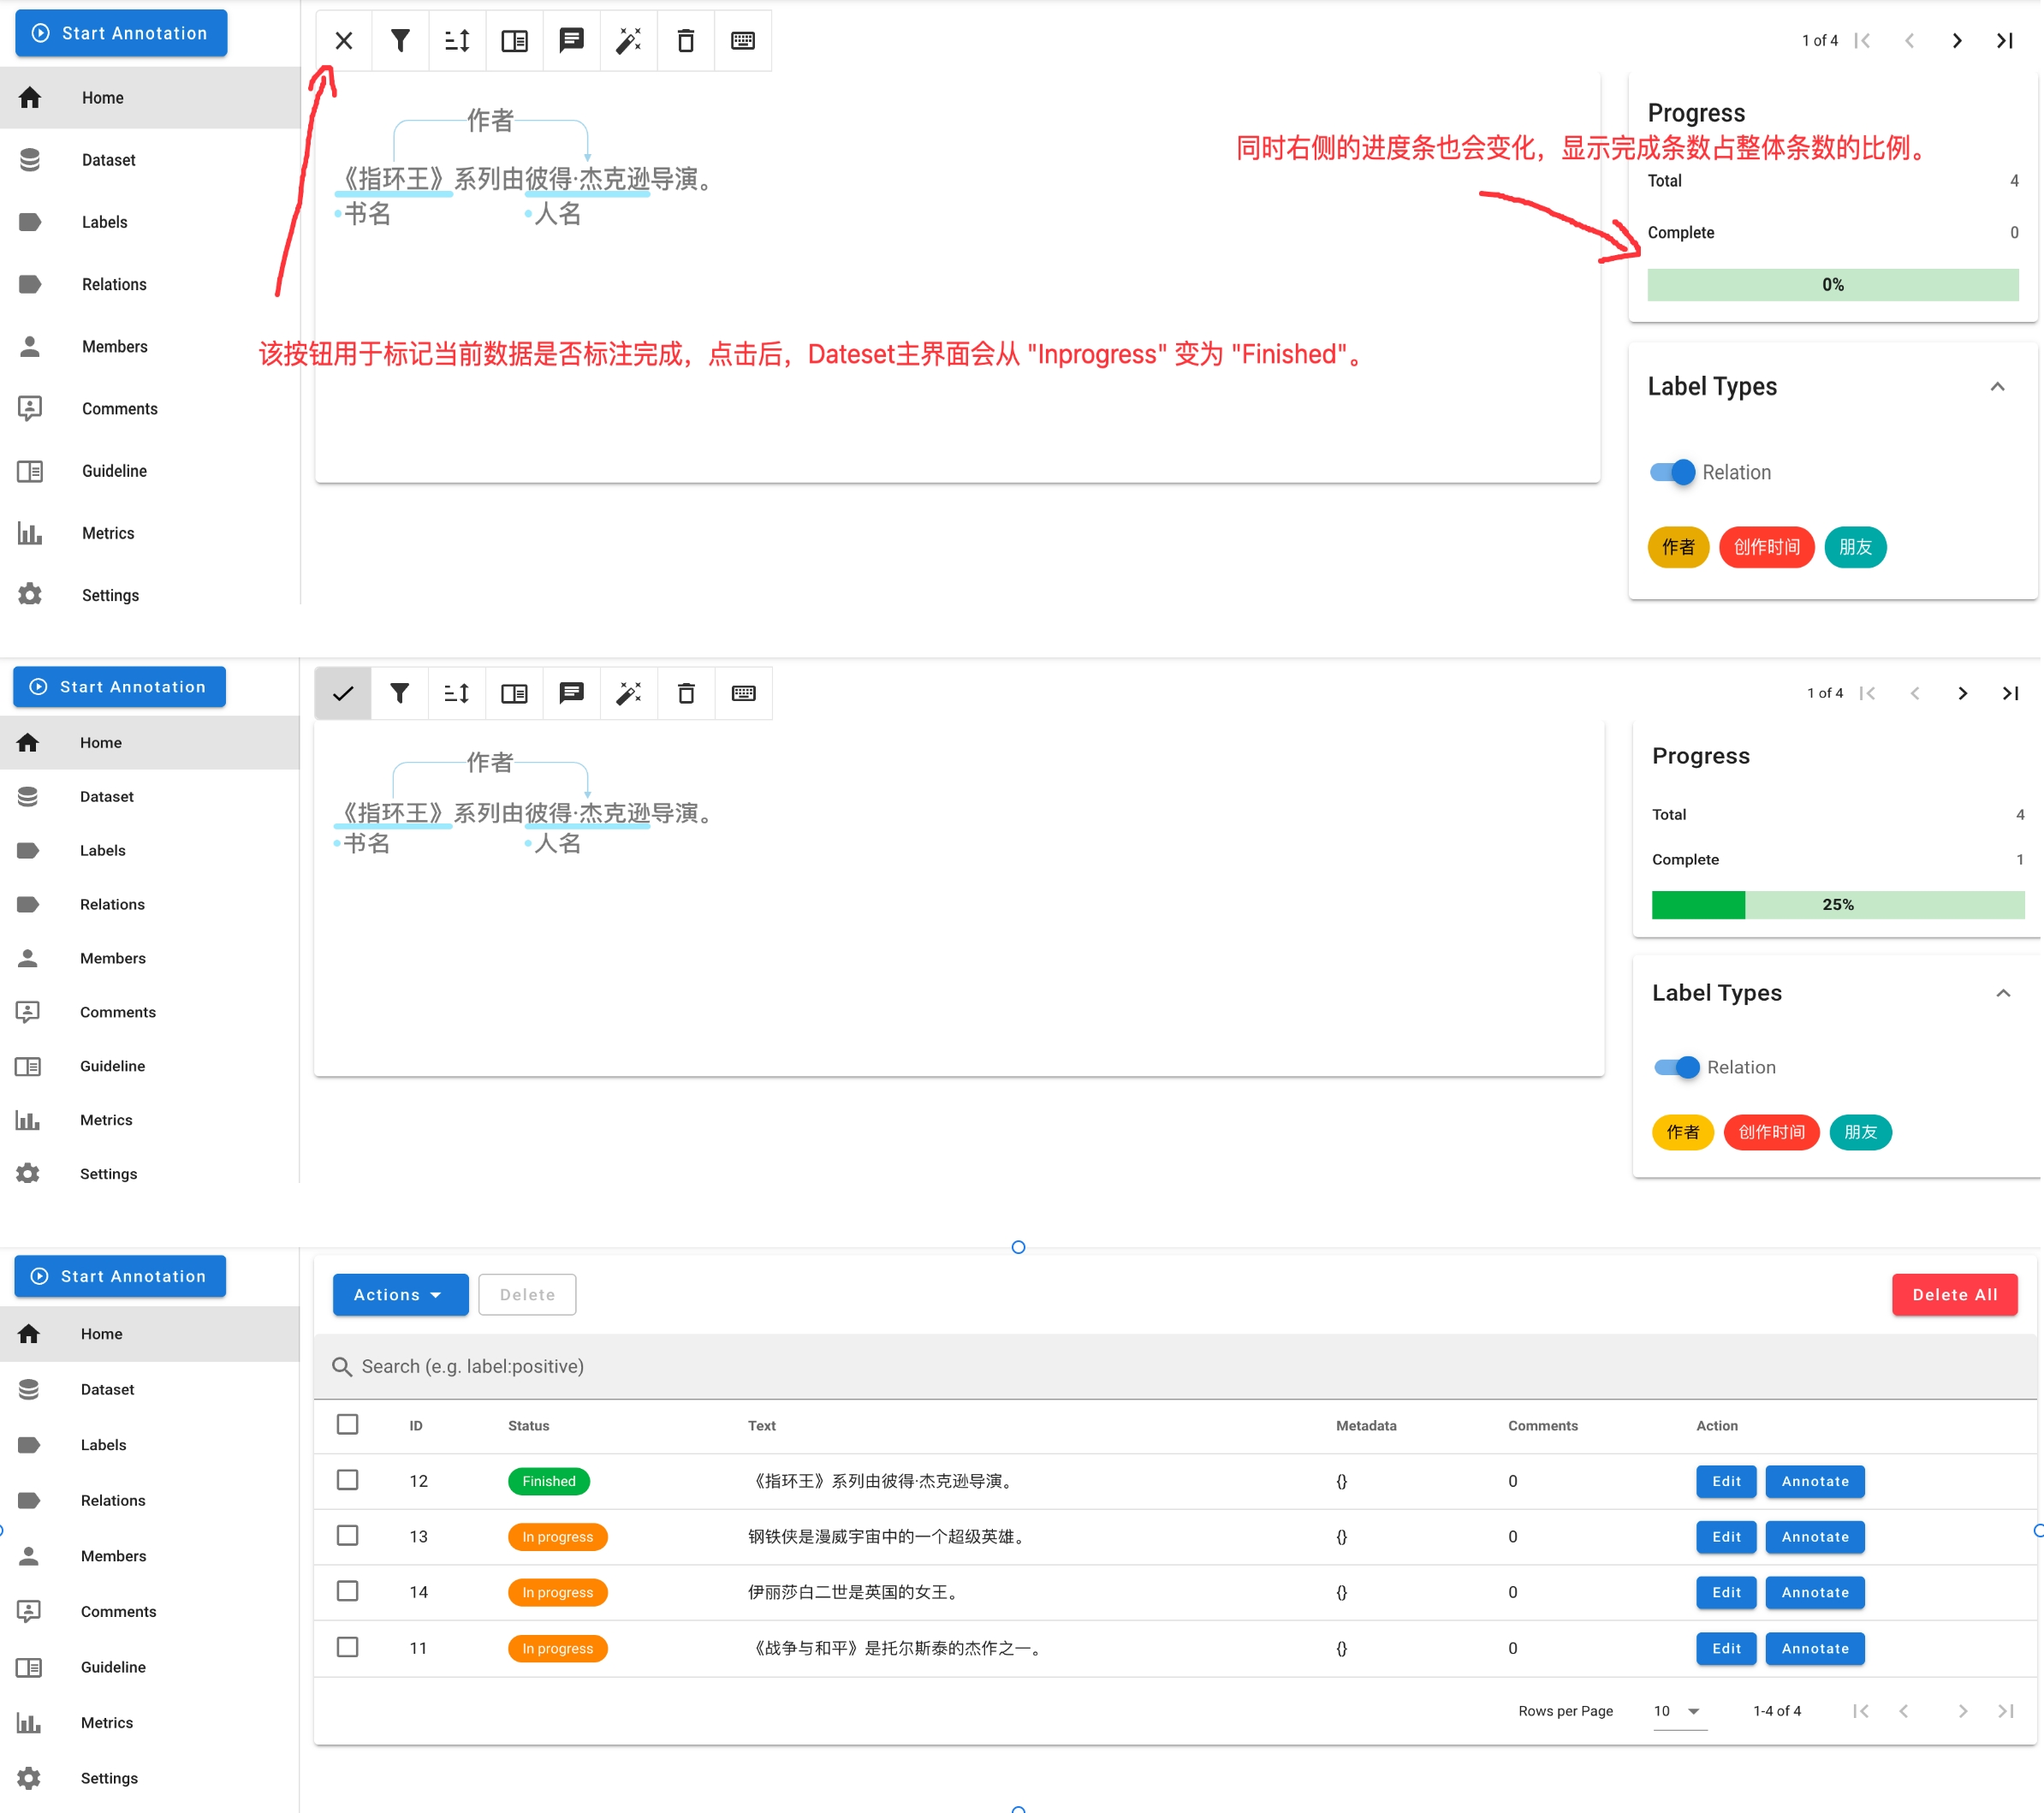 Start Annotation
1 of 4
Home
Dataset
Labels
Relations
Members
Comments
Guideline
Metrics
Settings
作者
《指环王》系列由彼得·杰克逊导演。
书名 人名
该按钮用于标记当前数据是否标注完成，点击后，Dateset主界面会从 "Inprogress" 变为 "Finished"。
Progress
同时右侧的进度条也会变化，显示完成条数占整体条数的比例。
Total 4
Complete 0
0%
Label Types
Relation
作者 创作时间 朋友
Start Annotation
1 of 4
Home
Dataset
Labels
Relations
Members
Comments
Guideline
Metrics
Settings
作者
《指环王》系列由彼得·杰克逊导演。
书名 人名
Progress
Total 4
Complete 1
25%
Label Types
Relation
作者 创作时间 朋友
Start Annotation
Home
Dataset
Labels
Relations
Members
Comments
Guideline
Metrics
Settings
Actions Delete Delete All
Search (e.g. label:positive)
ID Status Text Metadata Comments Action
12 Finished 《指环王》系列由彼得·杰克逊导演。 {} 0 Edit Annotate
13 In progress 钢铁侠是漫威宇宙中的一个超级英雄。 {} 0 Edit Annotate
14 In progress 伊丽莎白二世是英国的女王。 {} 0 Edit Annotate
11 In progress 《战争与和平》是托尔斯泰的杰作之一。 {} 0 Edit Annotate
Rows per Page 10 1-4 of 4